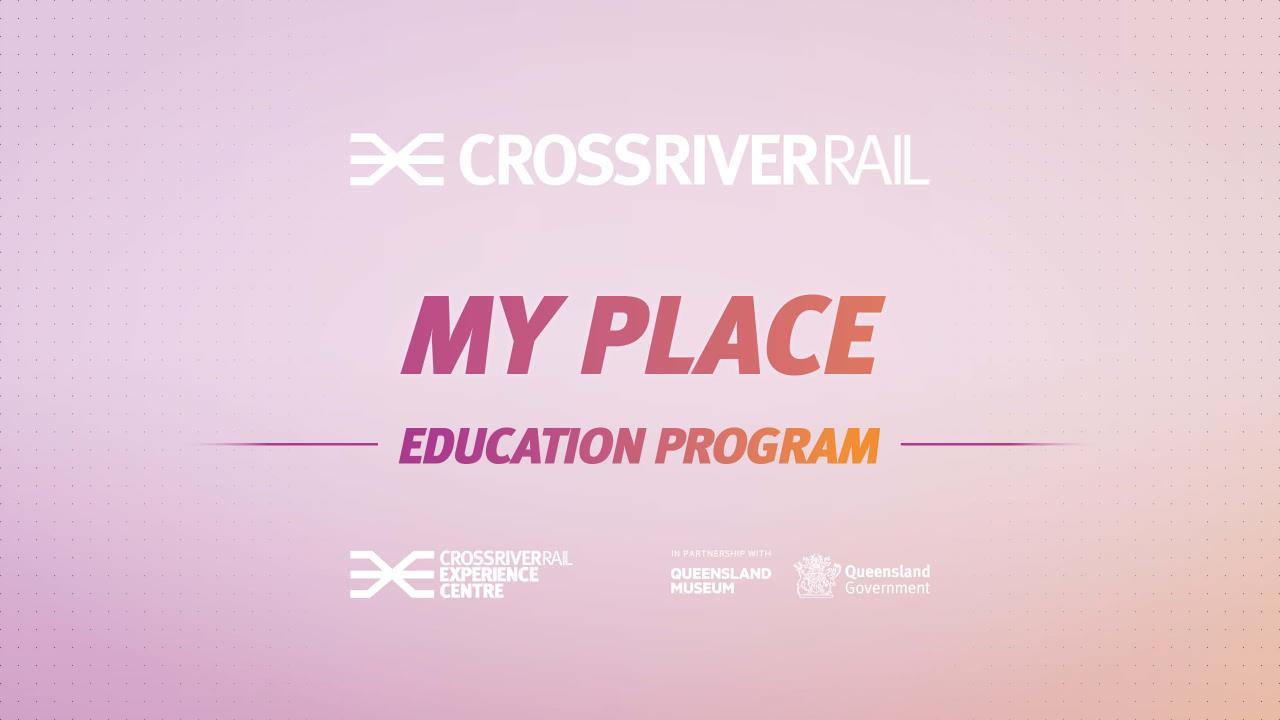 CROSSRIVERRAIL
MY PLACE
EDUCATION PROGRAM
CROSSRIVERRAIL
EXPERIENCE
CENTRE
IN PARTNERSHIP WITH
QUEENSLAND
MUSEUM
Queensland
Government